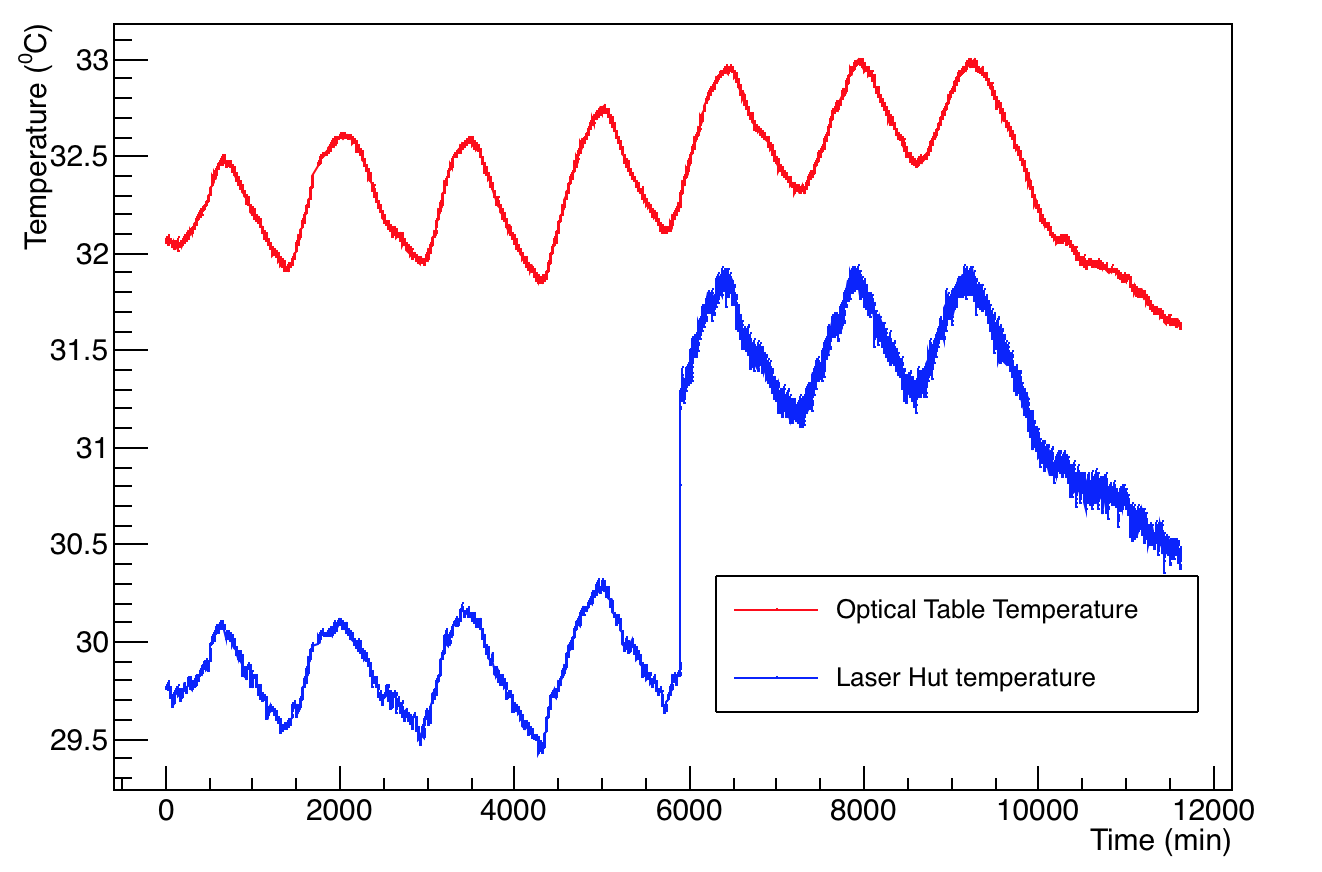 Temperature (⁰C)
33
32.5
32
31.5
31
30.5
30
29.5
Optical Table Temperature
Laser Hut temperature
0 2000 4000 6000 8000 10000 12000
Time (min)